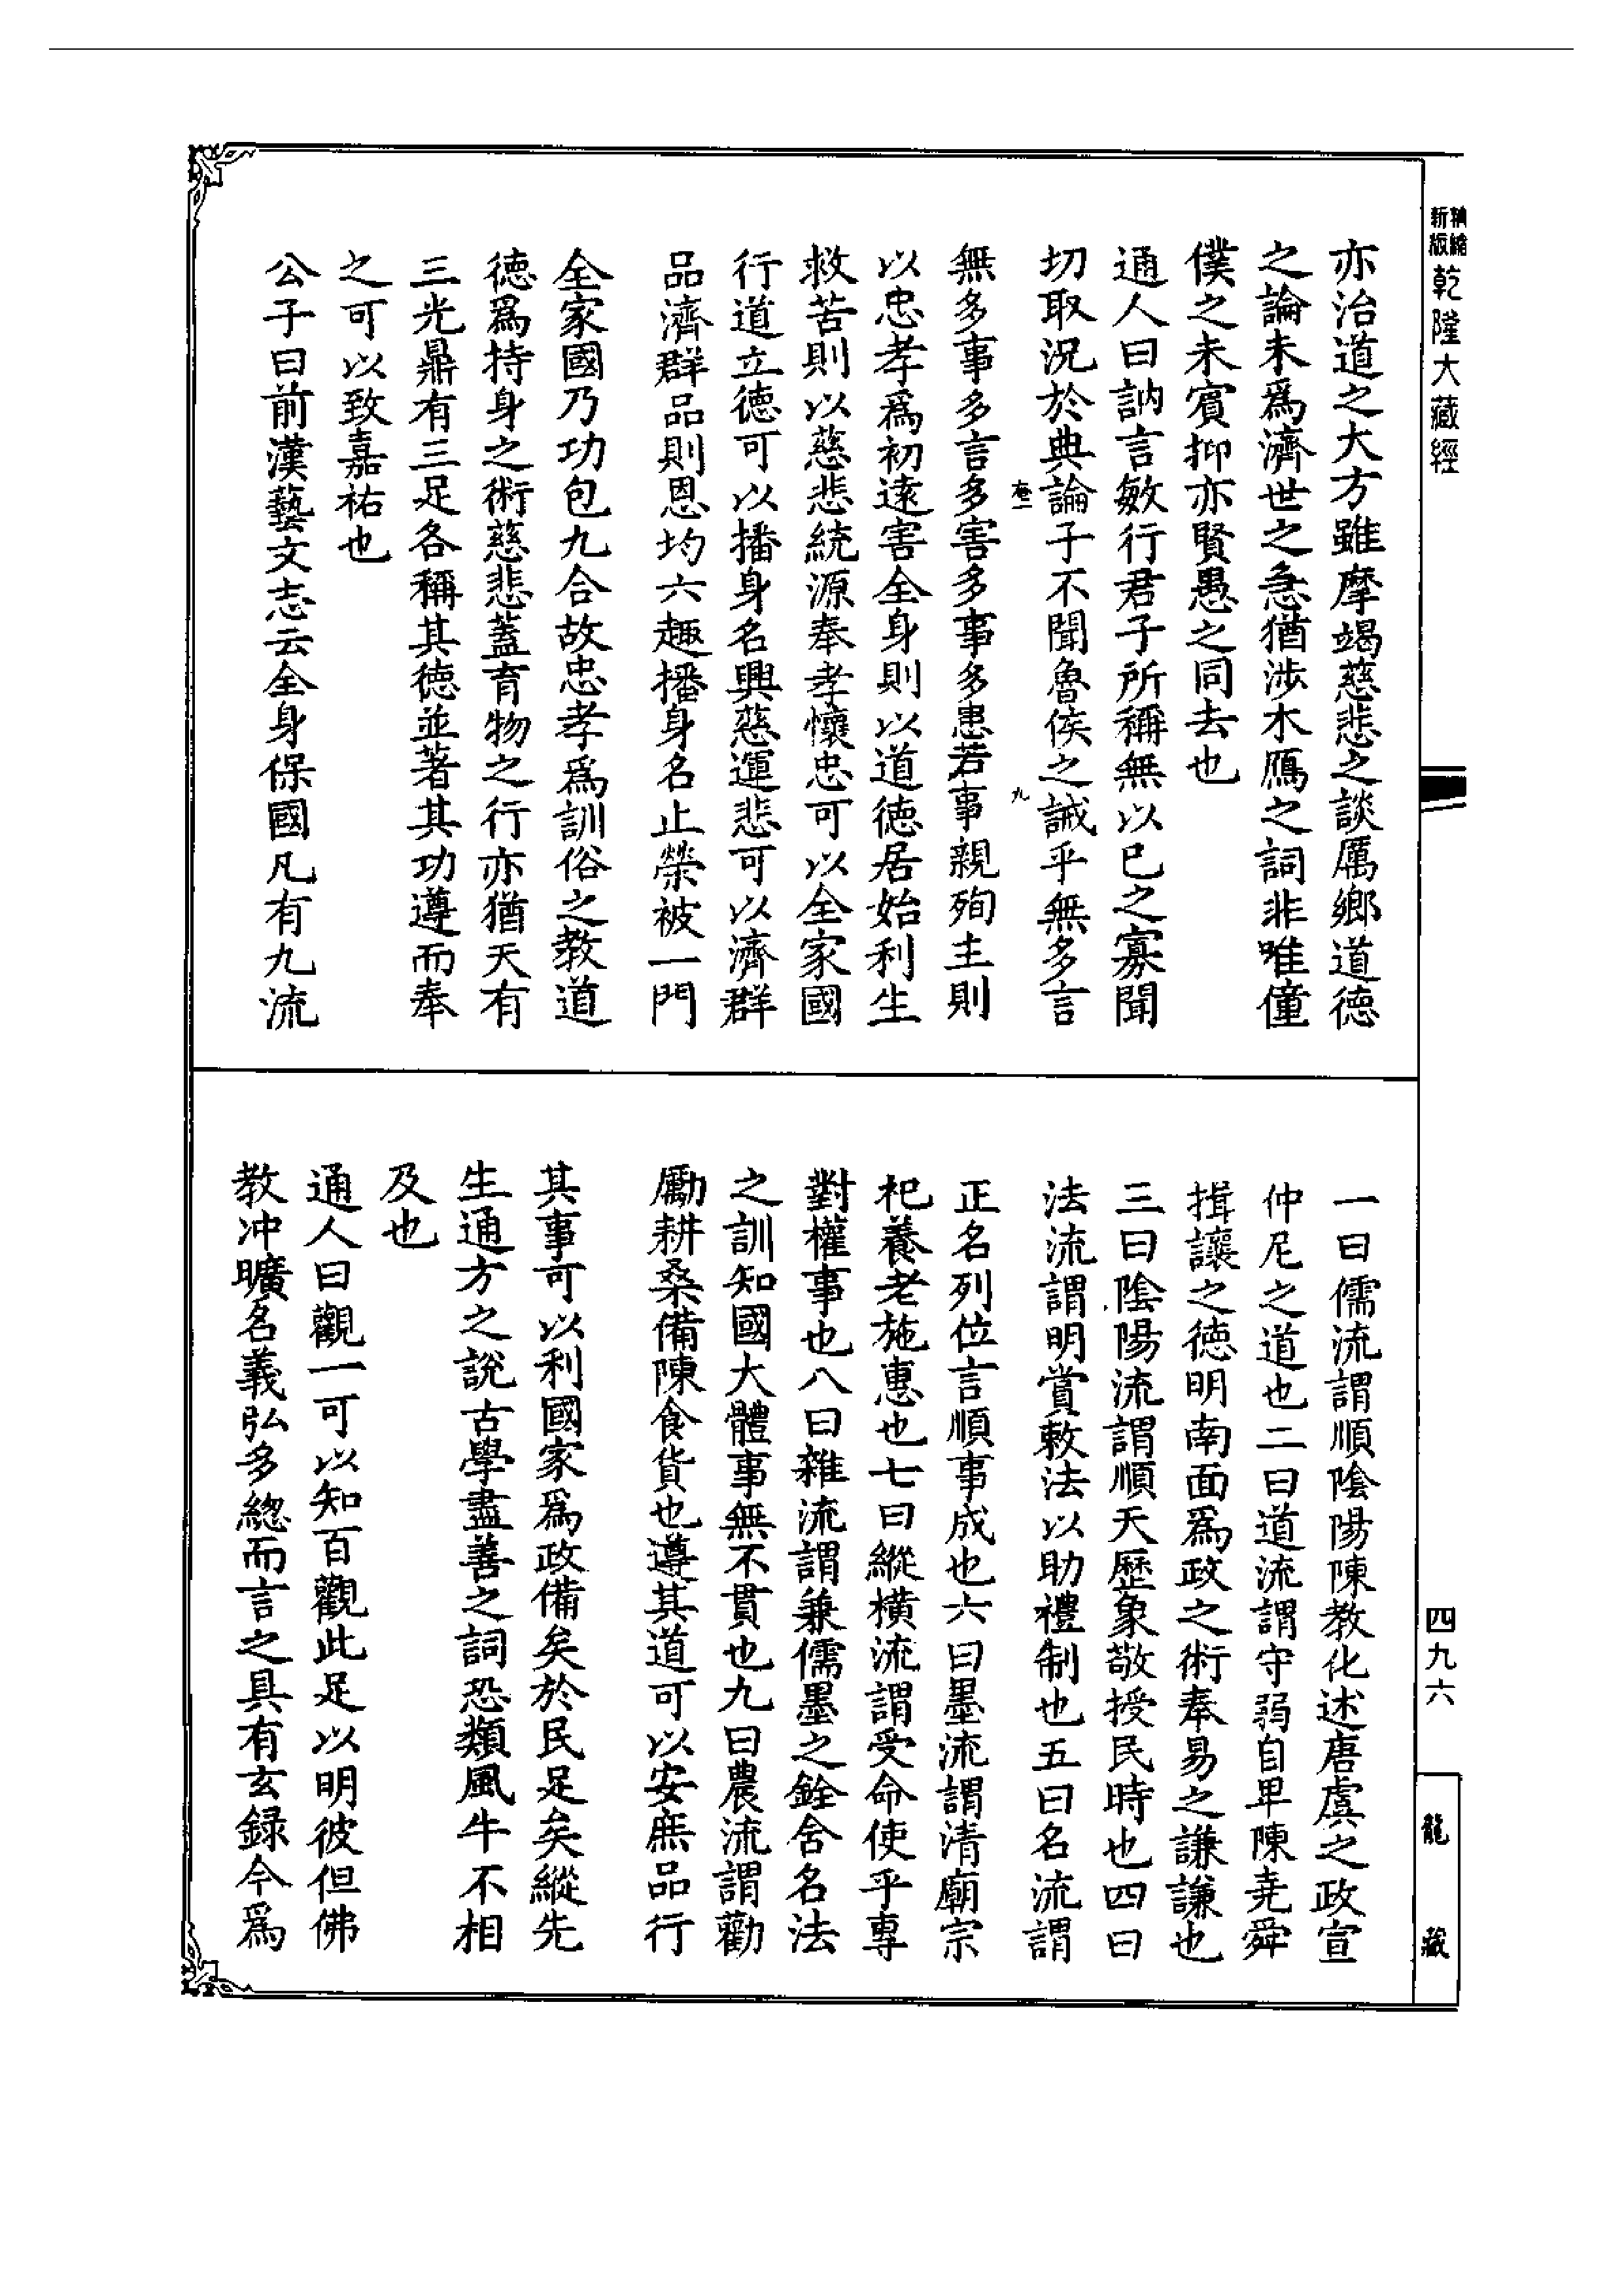 精縮新版乾隆大藏經
亦治道之大方雖摩竭慈悲之談厲鄉道德
之論未爲濟世之急猶涉木鴈之詞非唯僮
僕之未賓抑亦賢愚之同去也
通人曰訥言敏行君子所稱無以已之寡聞
切取況於典論子不聞魯侯之誡乎無多言
九
無多事多言多害多事多患若事親殉主則
以忠孝爲初遠害全身則以道德居始利生
救苦則以慈悲統源奉孝懷忠可以全家國
行道立德可以播身名興慈運悲可以濟群
品濟群品則恩均六趣播身名止榮被一門
全家國乃功包九合故忠孝爲訓俗之教道
德爲持身之術慈悲蓋育物之行亦猶天有
三光鼎有三足各稱其德並著其功遵而奉
之可以致嘉祐也
公子曰前漢藝文志云全身保國凡有九流
一曰儒流謂順陰陽陳教化述唐虞之政宣
仲尼之道也二曰道流謂守弱自卑陳堯舜
揖讓之德明南面爲政之術奉易之謙謙也
三曰陰陽流謂順天歷象敬授民時也四曰
法流謂明賞敕法以助禮制也五曰名流謂
正名列位言順事成也六曰墨流謂清廟宗
祀養老施惠也七曰縱橫流謂受命使乎專
對權事也八曰雜流謂兼儒墨之銓舍名法
之訓知國大體事無不貫也九曰農流謂勸
勵耕桑備陳食貨也遵其道可以安庶品行
其事可以利國家爲政備矣於民足矣縱先
生通方之說古學盡善之詞恐類風牛不相
及也
通人曰觀一可以知百觀此足以明彼但佛
教冲曠名義弘多總而言之具有玄録今爲
四九六
龍藏